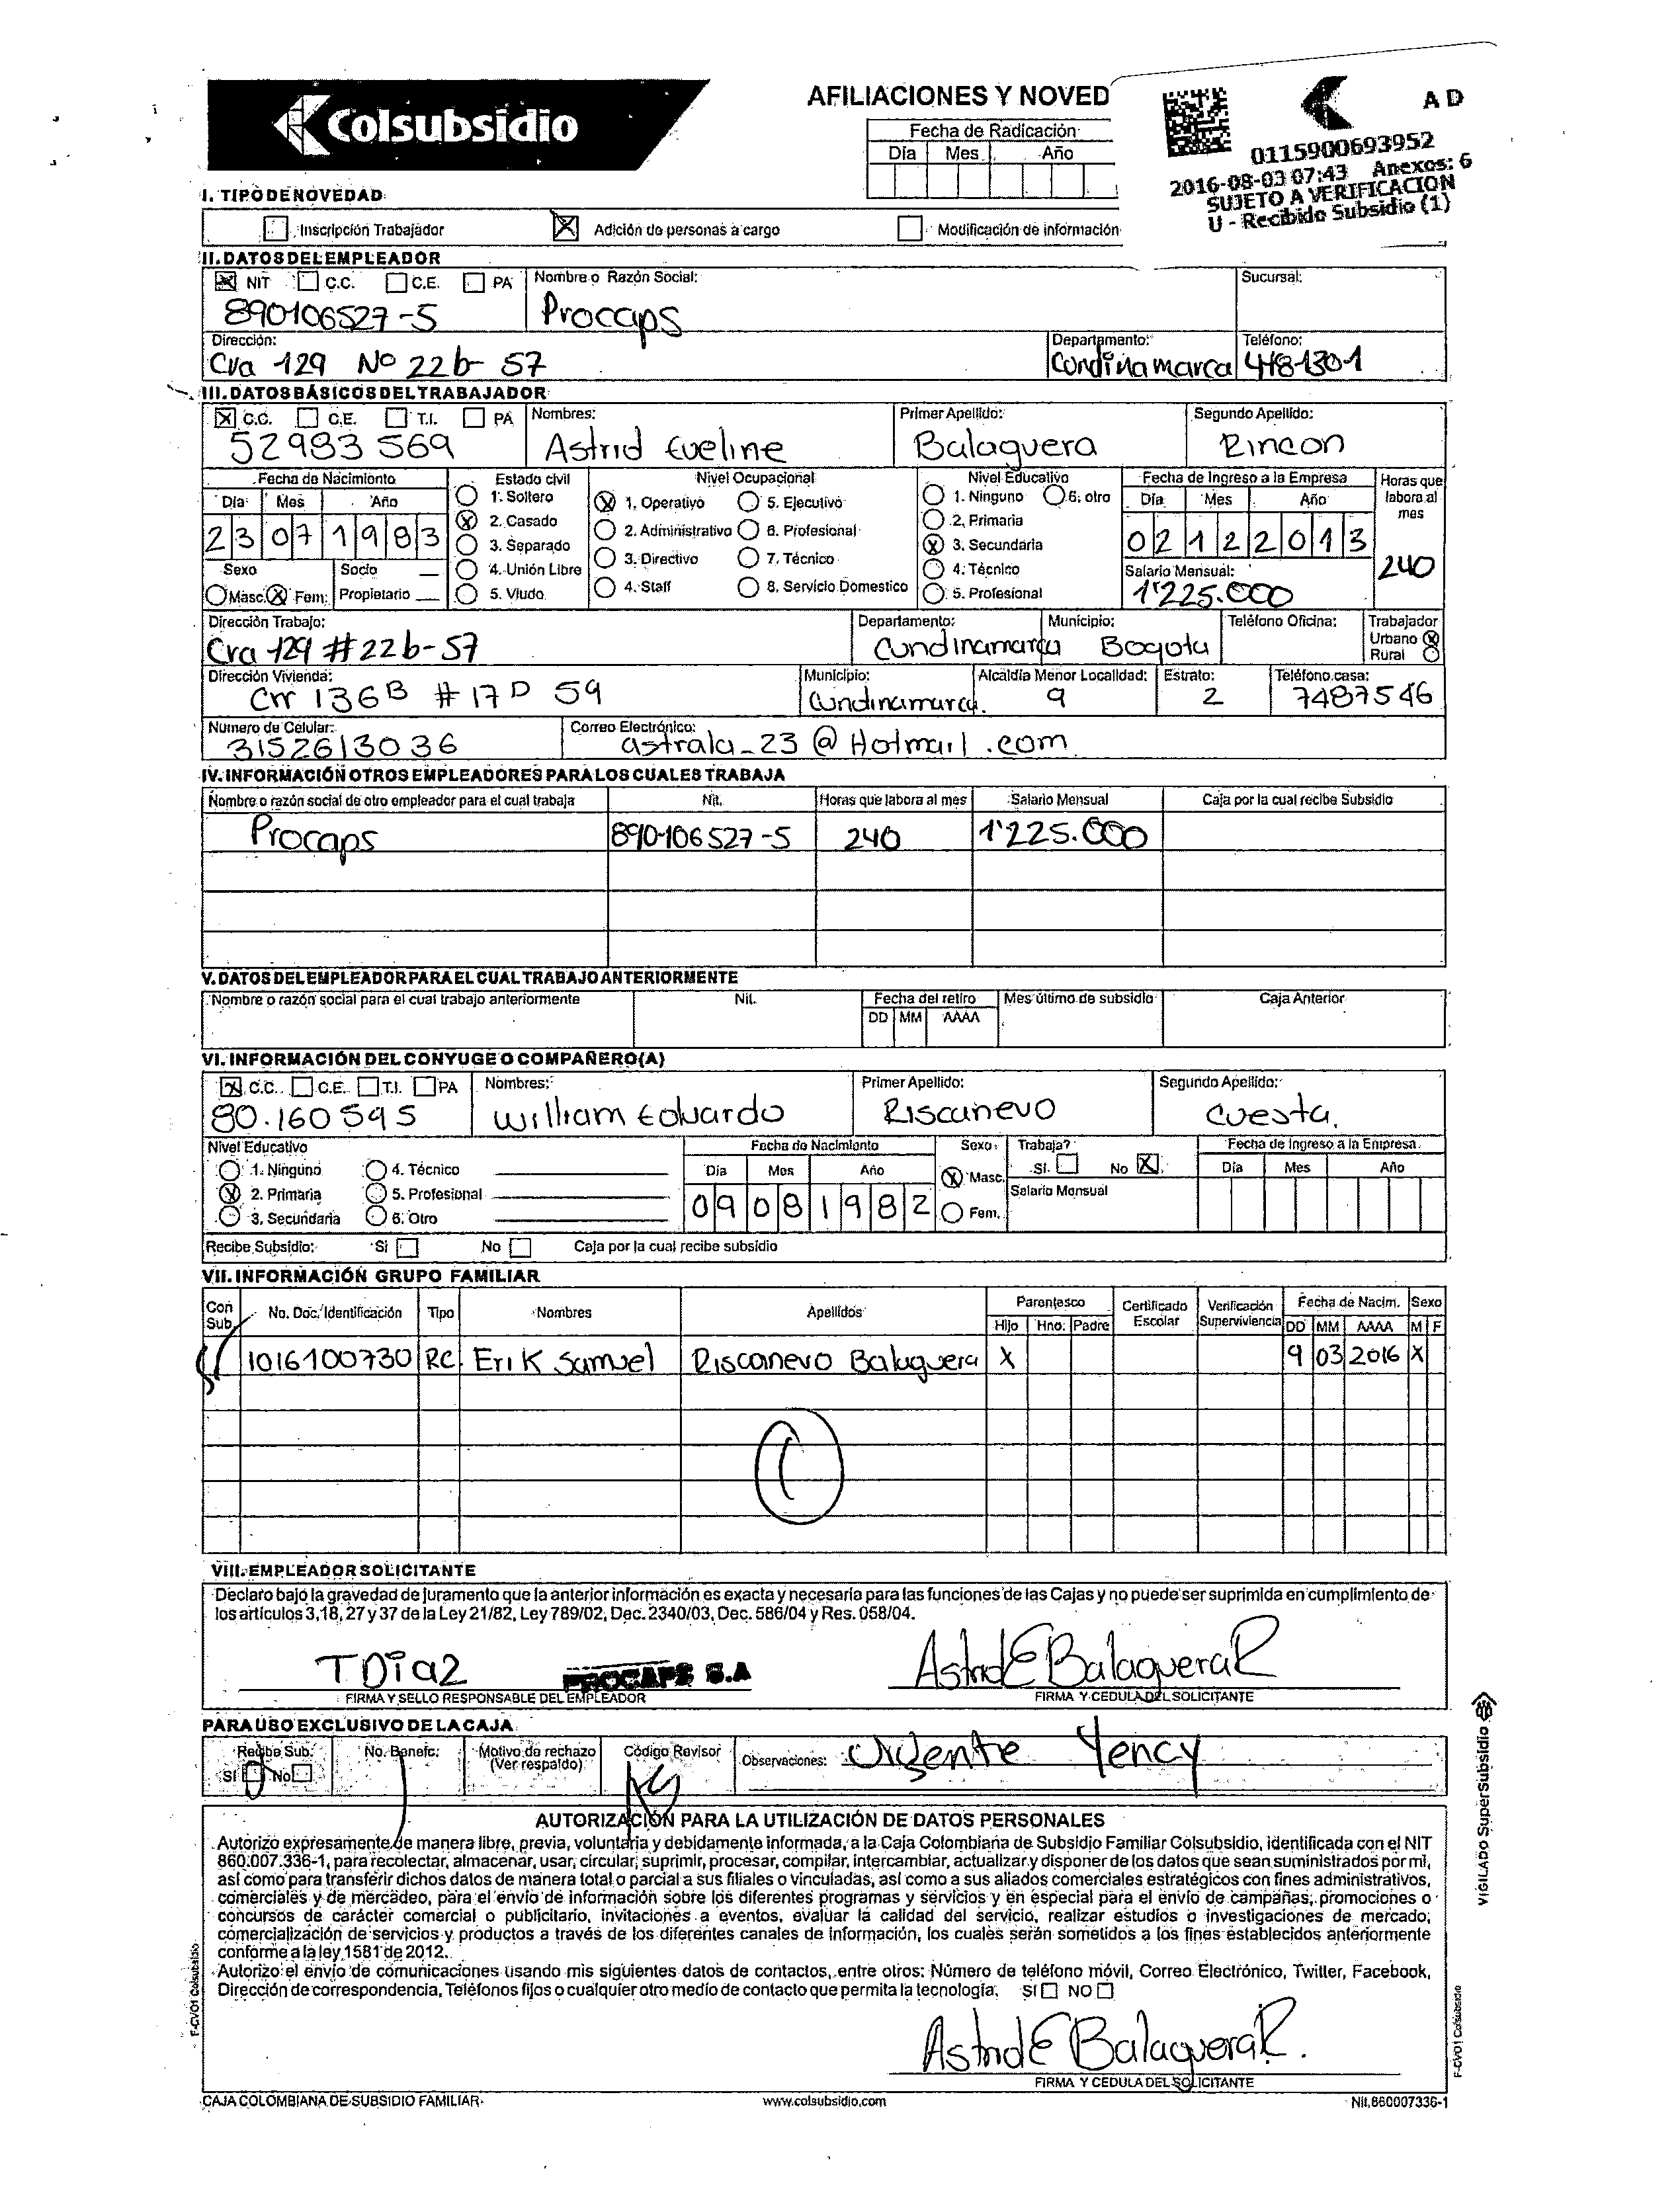 Colsubsidio
AFILIACIONES Y NOVED
Fecha de Radicación
Día Mes Año
A D
0115900693952
2016-08-03 07:43 Anexos: 6
SUJETO A VERIFICACION
U - Recibido Subsidio (1)
I. TIPO DE NOVEDAD
Inscripción Trabajador Adición de personas a cargo Modificación de información
II. DATOS DEL EMPLEADOR
NIT C.C. C.E. PA Nombre o Razón Social: Sucursal:
890106527-5 Procaps
Dirección: Departamento: Teléfono:
Cra 129 No 22b- 57 Cundinamarca 4481301
III. DATOS BÁSICOS DEL TRABAJADOR
C.C. C.E. T.I. PA Nombres: Primer Apellido: Segundo Apellido:
52983569 Astrid Eveline Balaguera Rincon
Fecha de Nacimiento Estado civil Nivel Ocupacional Nivel Educativo Fecha de Ingreso a la Empresa Horas que labora al mes
Día Mes Año 1. Soltero 1. Operativo 5. Ejecutivo 1. Ninguno 6. otro Día Mes Año
2. Casado 2. Administrativo 6. Profesional 2. Primaria
23 07 1983 3. Separado 3. Directivo 7. Técnico 3. Secundaria 02 12 2013
Sexo Socio 4. Unión Libre 4. Técnico Salario Mensual: 240
Masc. Fem. Propietario 5. Viudo 4. Staff 8. Servicio Domestico 5. Profesional 1'225.000
Dirección Trabajo: Departamento: Municipio: Teléfono Oficina: Trabajador
Cra 129 #22b-57 Cundinamarca Bogota Urbano
Rural
Dirección Vivienda: Municipio: Alcaldía Menor Localidad: Estrato: Teléfono casa:
Crr 136B # 17D 59 Cundinamarca. 9 2 7487546
Numero de Celular: Correo Electrónico:
3152613036 astrala_23 @ Hotmail .com
IV. INFORMACIÓN OTROS EMPLEADORES PARA LOS CUALES TRABAJA
Nombre o razón social de otro empleador para el cual trabaja Nit. Horas que labora al mes Salario Mensual Caja por la cual recibe Subsidio
Procaps 890106527-5 240 1'225.000
V. DATOS DEL EMPLEADOR PARA EL CUAL TRABAJO ANTERIORMENTE
Nombre o razón social para el cual trabajo anteriormente Nit. Fecha del retiro Mes último de subsidio Caja Anterior
DD MM AAAA
VI. INFORMACIÓN DEL CONYUGE O COMPAÑERO(A)
C.C. C.E. T.I. PA Nombres: Primer Apellido: Segundo Apellido:
80.160595 William Eduardo Riscanevo Cuesta.
Nivel Educativo Fecha de Nacimiento Sexo Trabaja? Fecha de Ingreso a la Empresa
1. Ninguno 4. Técnico Día Mes Año Masc. Si No Día Mes Año
2. Primaria 5. Profesional 09 08 1982 Salario Mensual
3. Secundaria 6. Otro Fem.
Recibe Subsidio: Si No Caja por la cual recibe subsidio
VII. INFORMACIÓN GRUPO FAMILIAR
Con Sub. No. Doc. Identificación Tipo Nombres Apellidos Parentesco Certificado Escolar Verificación Supervivencia Fecha de Nacim. Sexo
Hijo Hno. Padre DD MM AAAA M F
1016100730 RC Erik Samuel Riscanevo Balaguera X 9 03 2016 X
VIII. EMPLEADOR SOLICITANTE
Declaro bajo la gravedad de juramento que la anterior información es exacta y necesaria para las funciones de las Cajas y no puede ser suprimida en cumplimiento de
los artículos 3,18, 27 y 37 de la Ley 21/82, Ley 789/02, Dec. 2340/03, Dec. 586/04 y Res. 058/04.
T Diaz PROCAPS S.A Astrid E Balaguera R
FIRMA Y SELLO RESPONSABLE DEL EMPLEADOR FIRMA Y CEDULA DEL SOLICITANTE
PARA USO EXCLUSIVO DE LA CAJA
Recibe Sub. No. Benefc: Motivo de rechazo Código Revisor Observaciones: Urgente Yency
SI No (Ver respaldo)
AUTORIZACIÓN PARA LA UTILIZACIÓN DE DATOS PERSONALES
Autorizo expresamente de manera libre, previa, voluntaria y debidamente informada, a la Caja Colombiana de Subsidio Familiar Colsubsidio, identificada con el NIT
860.007.336-1, para recolectar, almacenar, usar, circular, suprimir, procesar, compilar, intercambiar, actualizar y disponer de los datos que sean suministrados por mi,
así como para transferir dichos datos de manera total o parcial a sus filiales o vinculadas, así como a sus aliados comerciales estratégicos con fines administrativos,
comerciales y de mercadeo, para el envío de información sobre los diferentes programas y servicios y en especial para el envío de campañas, promociones o
concursos de carácter comercial o publicitario, invitaciones a eventos, evaluar la calidad del servicio, realizar estudios o investigaciones de mercado;
comercialización de servicios y productos a través de los diferentes canales de información, los cuales serán sometidos a los fines establecidos anteriormente
conforme a la ley 1581 de 2012.
Autorizo el envío de comunicaciones usando mis siguientes datos de contactos, entre otros: Número de teléfono móvil, Correo Electrónico, Twitter, Facebook,
Dirección de correspondencia, Teléfonos fijos o cualquier otro medio de contacto que permita la tecnología. SI NO
Astrid E Balaguera R.
FIRMA Y CEDULA DEL SOLICITANTE
CAJA COLOMBIANA DE SUBSIDIO FAMILIAR www.colsubsidio.com Nit. 860007336-1
F-CV01 Colsubsidio
F-CV01 Colsubsidio
VIGILADO SuperSubsidio